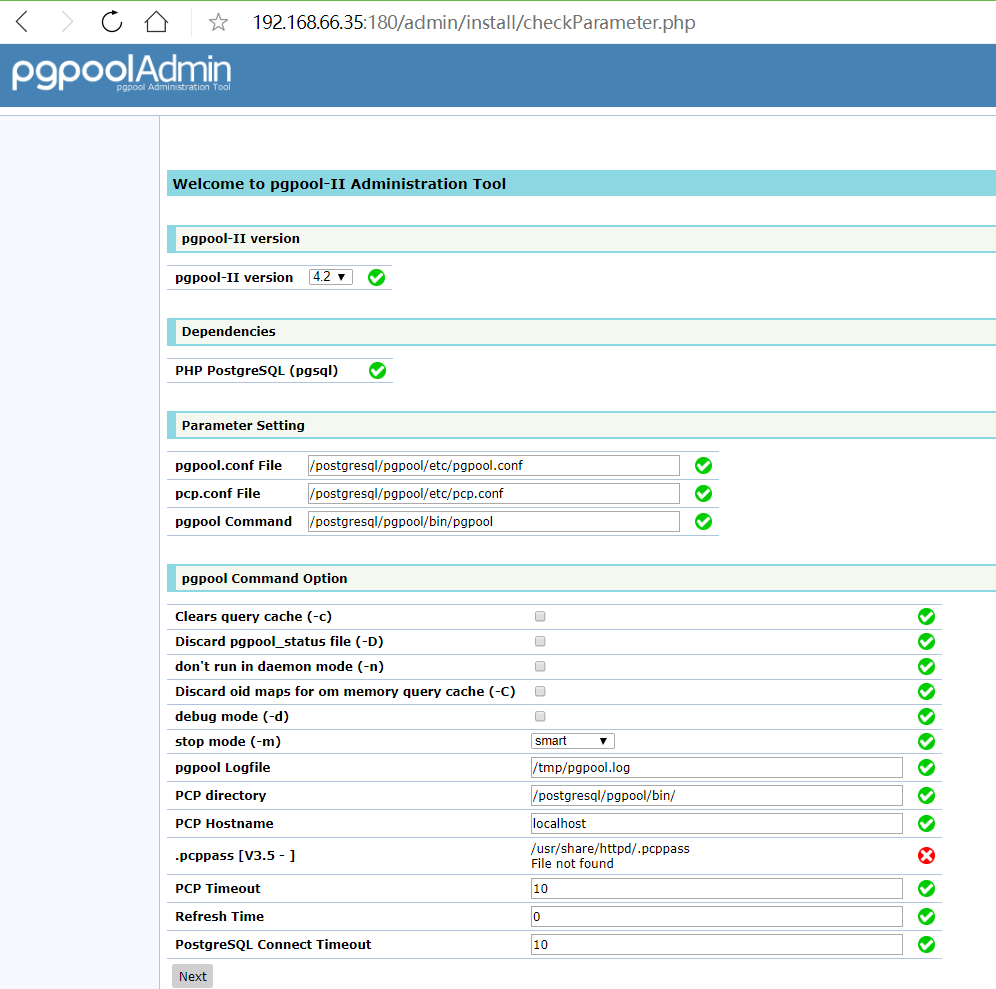 192.168.66.35:180/admin/install/checkParameter.php
pgpoolAdmin
pgpool Administration Tool
Welcome to pgpool-II Administration Tool
pgpool-II version
pgpool-II version 4.2
Dependencies
PHP PostgreSQL (pgsql)
Parameter Setting
pgpool.conf File /postgresql/pgpool/etc/pgpool.conf
pcp.conf File /postgresql/pgpool/etc/pcp.conf
pgpool Command /postgresql/pgpool/bin/pgpool
pgpool Command Option
Clears query cache (-c)
Discard pgpool_status file (-D)
don't run in daemon mode (-n)
Discard oid maps for om memory query cache (-C)
debug mode (-d)
stop mode (-m) smart
pgpool Logfile /tmp/pgpool.log
PCP directory /postgresql/pgpool/bin/
PCP Hostname localhost
.pcppass [V3.5 - ] /usr/share/httpd/.pcppass
File not found
PCP Timeout 10
Refresh Time 0
PostgreSQL Connect Timeout 10
Next